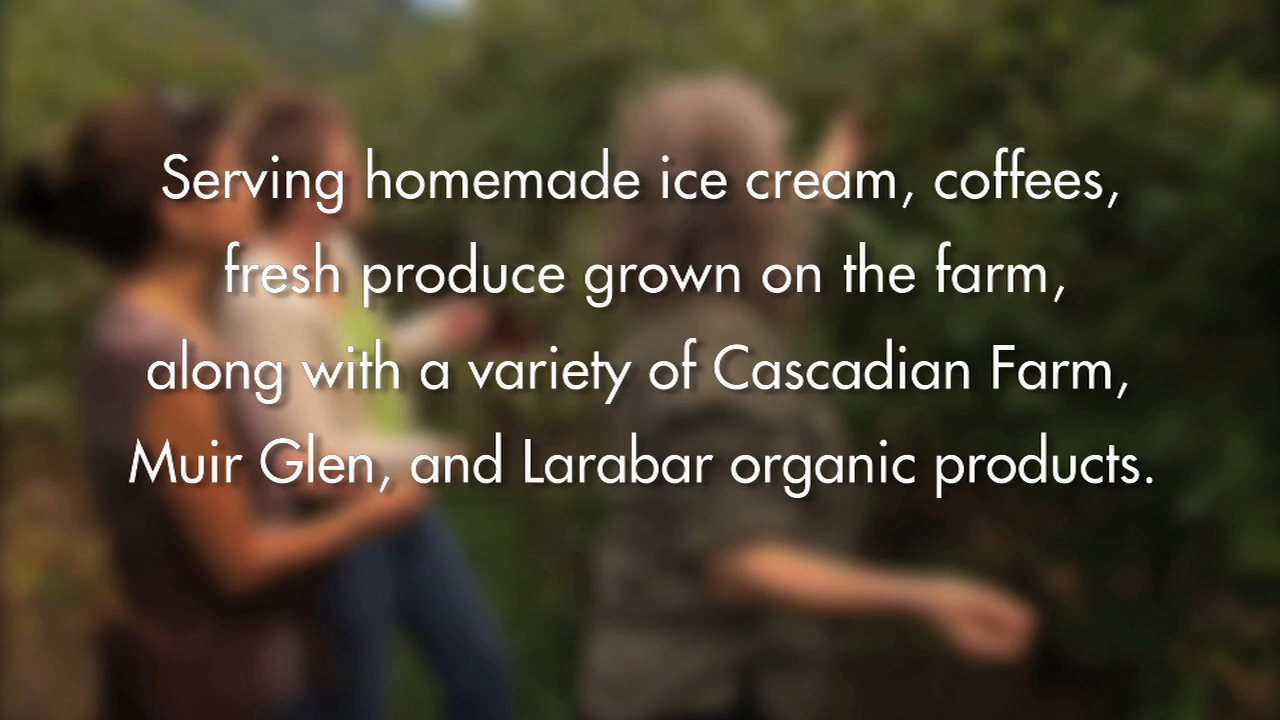 Serving homemade ice cream, coffees,
fresh produce grown on the farm,
along with a variety of Cascadian Farm,
Muir Glen, and Larabar organic products.